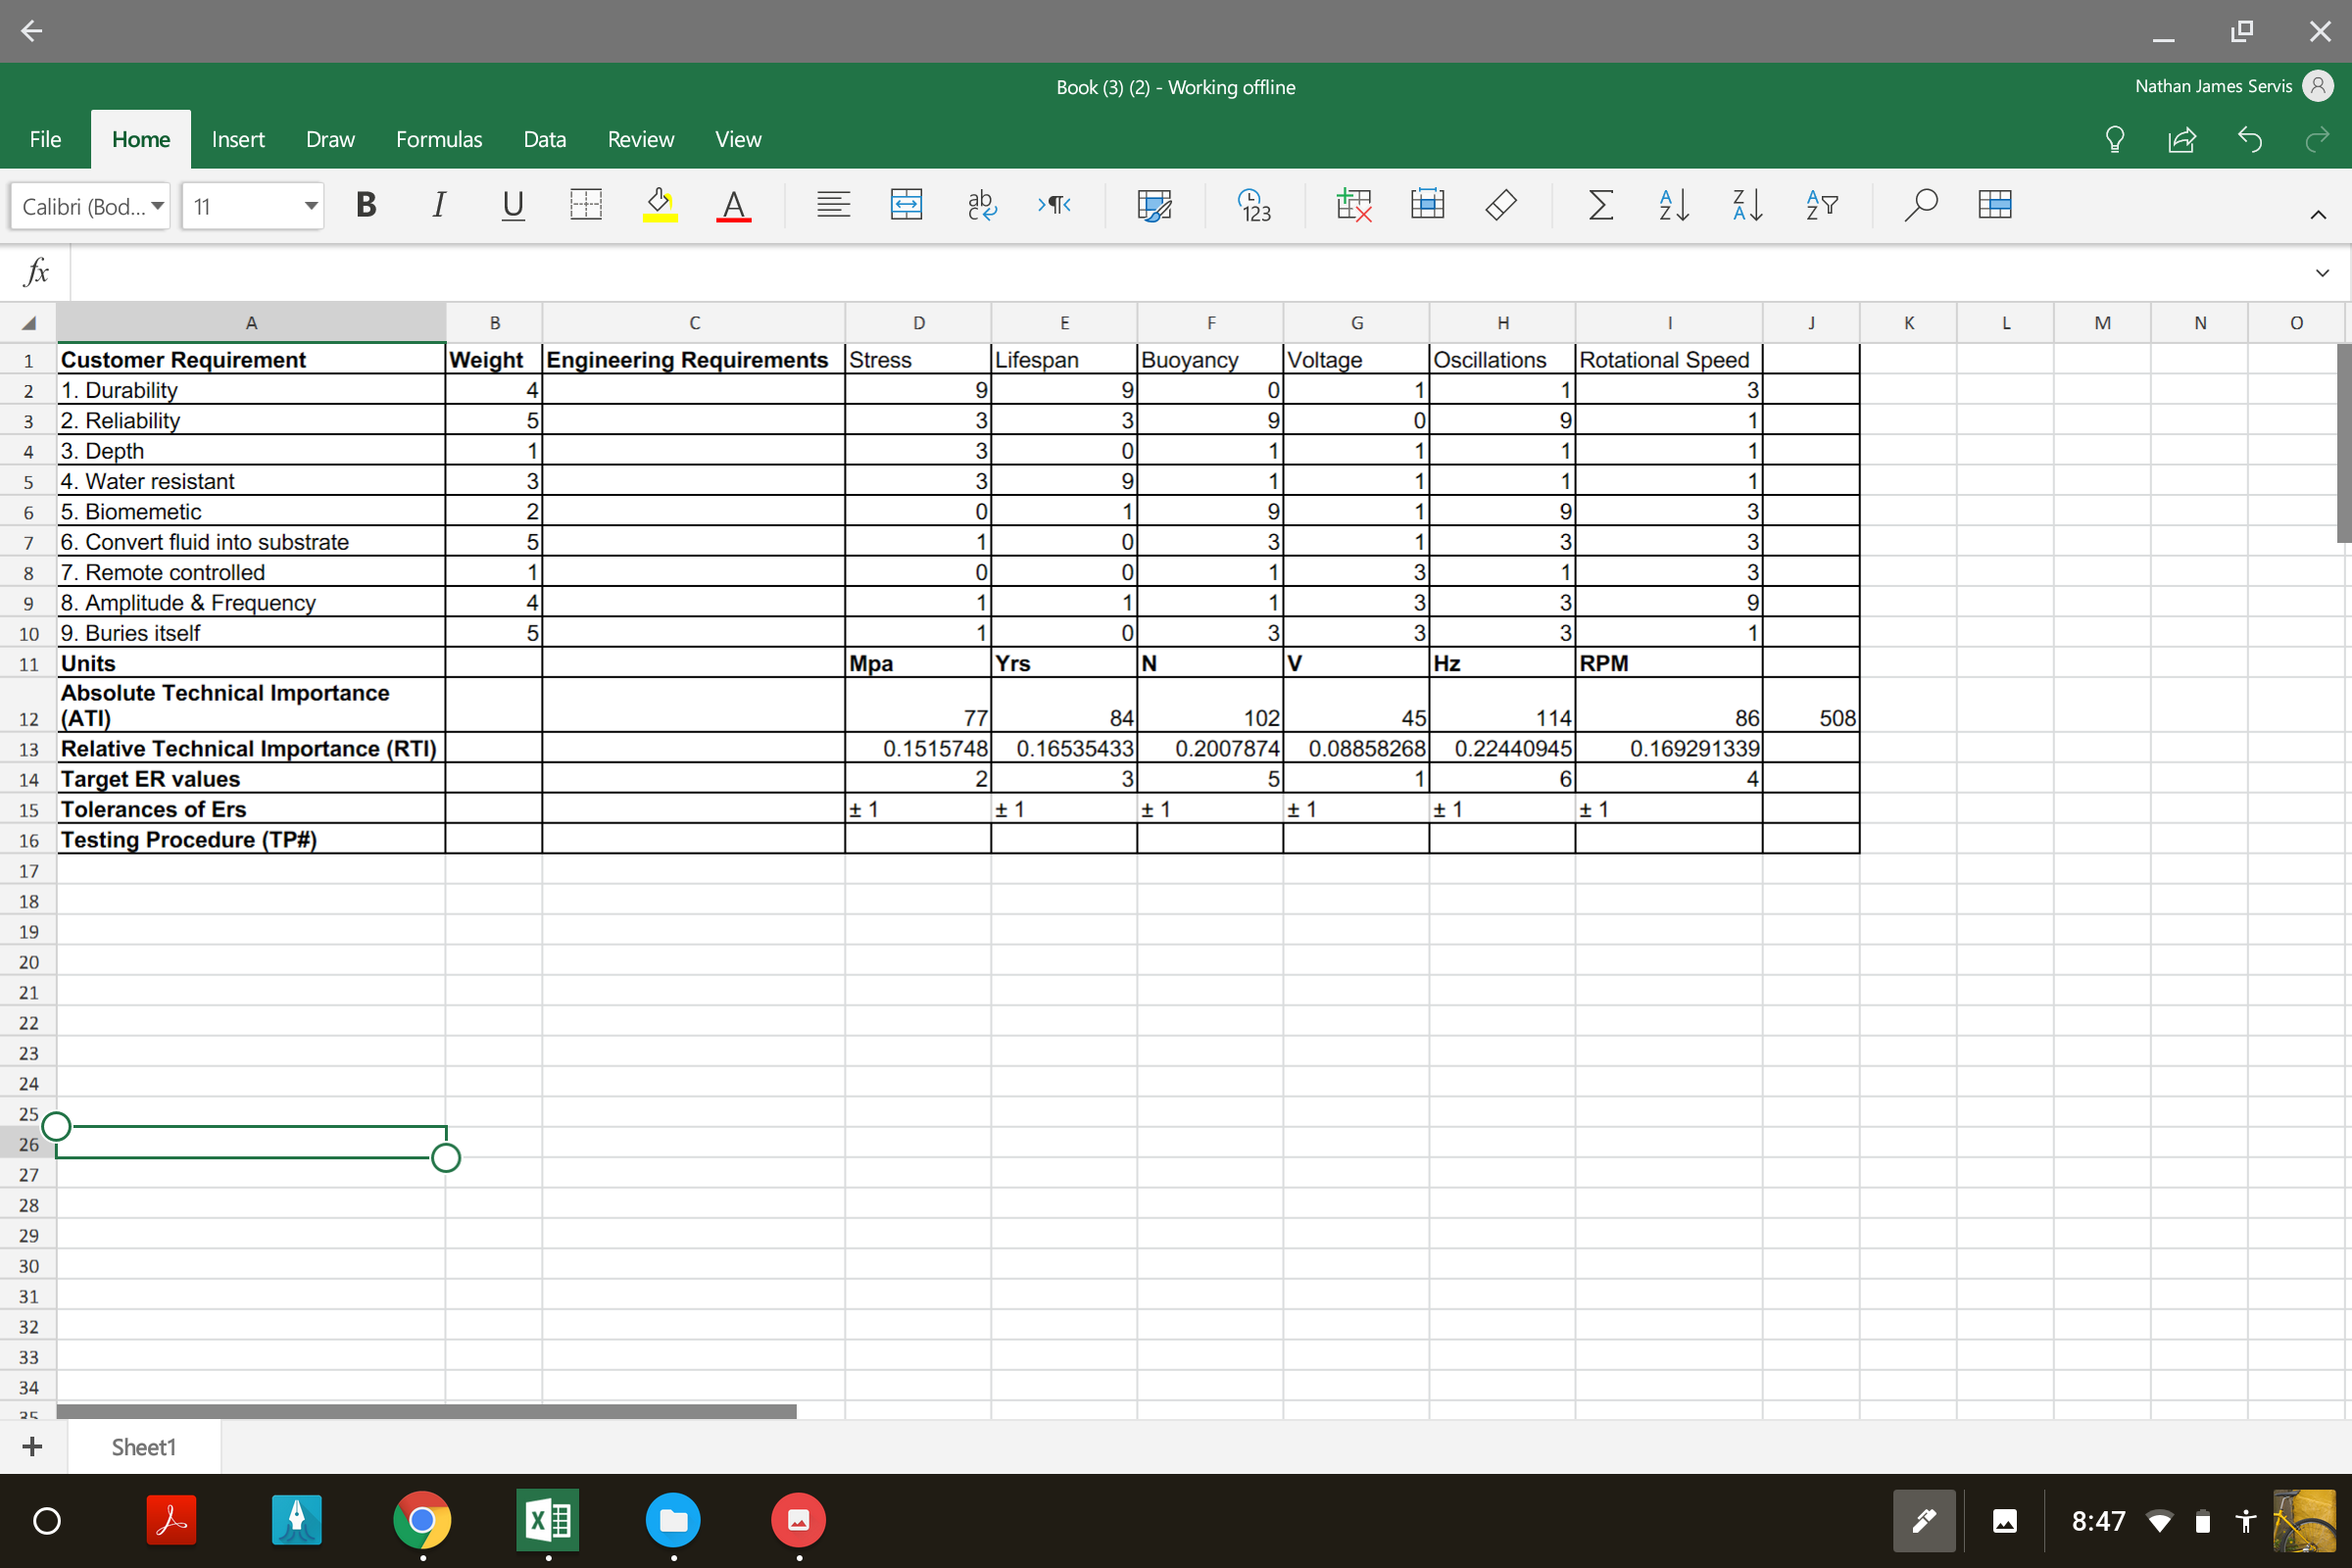 Book (3) (2) - Working offline
Nathan James Servis
File Home Insert Draw Formulas Data Review View
Calibri (Bod... 11 B I U A ab c 123 A Z Z A A Z
fx
A B C D E F G H I J K L M N O
1 Customer Requirement Weight Engineering Requirements Stress Lifespan Buoyancy Voltage Oscillations Rotational Speed
2 1. Durability 4 9 9 0 1 1 3
3 2. Reliability 5 3 3 9 0 9 1
4 3. Depth 1 3 0 1 1 1 1
5 4. Water resistant 3 3 9 1 1 1 1
6 5. Biomemetic 2 0 1 9 1 9 3
7 6. Convert fluid into substrate 5 1 0 3 1 3 3
8 7. Remote controlled 1 0 0 1 3 1 3
9 8. Amplitude & Frequency 4 1 1 1 3 3 9
10 9. Buries itself 5 1 0 3 3 3 1
11 Units Mpa Yrs N V Hz RPM
Absolute Technical Importance
12 (ATI) 77 84 102 45 114 86 508
13 Relative Technical Importance (RTI) 0.1515748 0.16535433 0.2007874 0.08858268 0.22440945 0.169291339
14 Target ER values 2 3 5 1 6 4
15 Tolerances of Ers ± 1 ± 1 ± 1 ± 1 ± 1 ± 1
16 Testing Procedure (TP#)
17
18
19
20
21
22
23
24
25
26
27
28
29
30
31
32
33
34
35
+ Sheet1
X 8:47